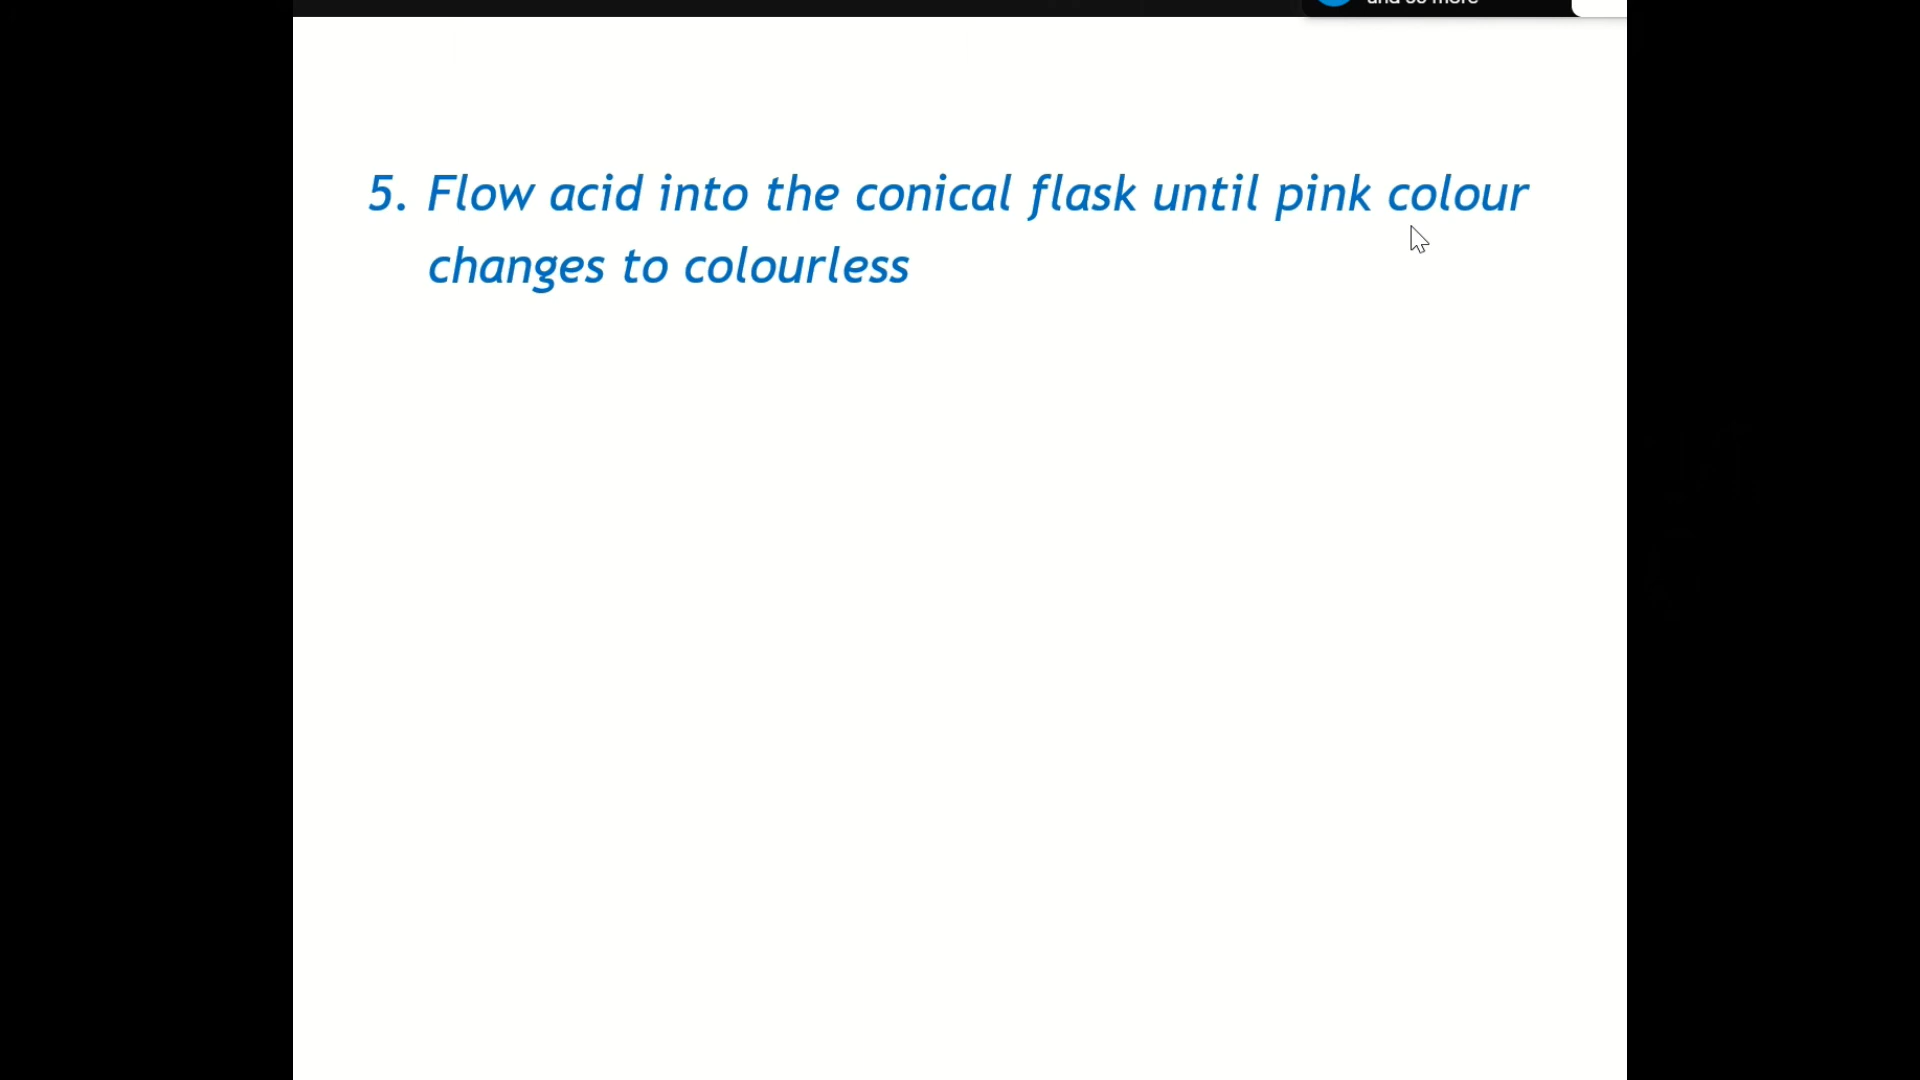 5. Flow acid into the conical flask until pink colour
changes to colourless